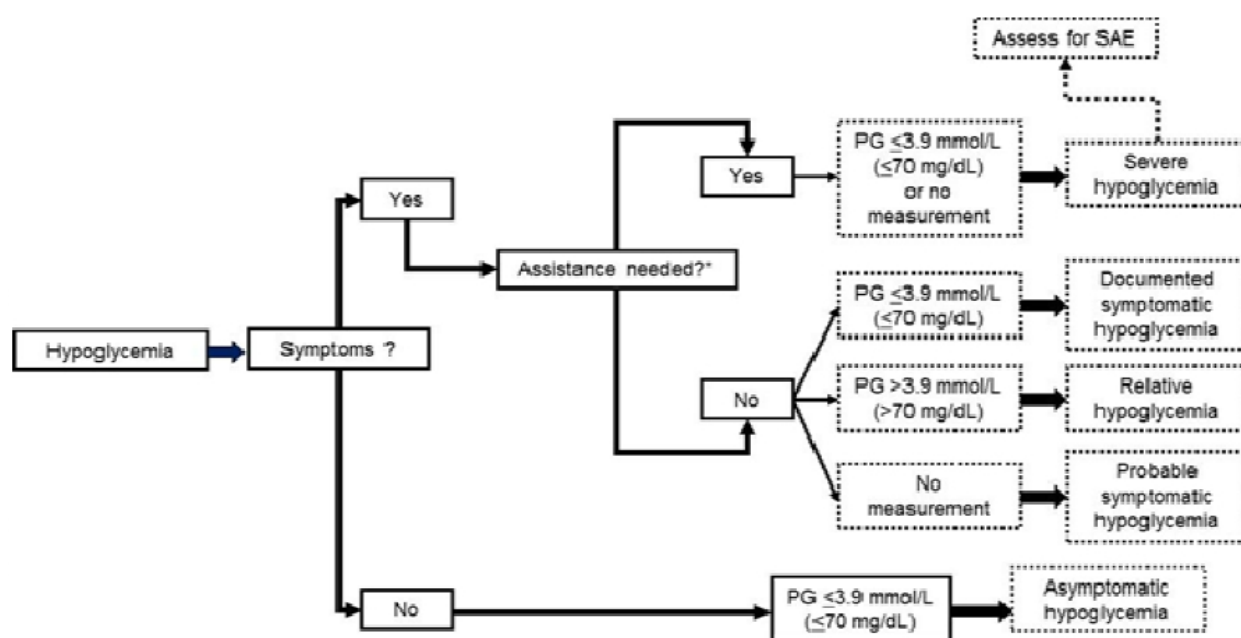 Assess for SAE
PG ≤3.9 mmol/L
(≤70 mg/dL)
or no
measurement
Severe
hypoglycemia
Yes
Yes
Assistance needed?*
PG ≤3.9 mmol/L
(≤70 mg/dL)
Documented
symptomatic
hypoglycemia
Hypoglycemia
Symptoms ?
No
PG >3.9 mmol/L
(>70 mg/dL)
Relative
hypoglycemia
No
measurement
Probable
symptomatic
hypoglycemia
No
PG ≤3.9 mmol/L
(≤70 mg/dL)
Asymptomatic
hypoglycemia